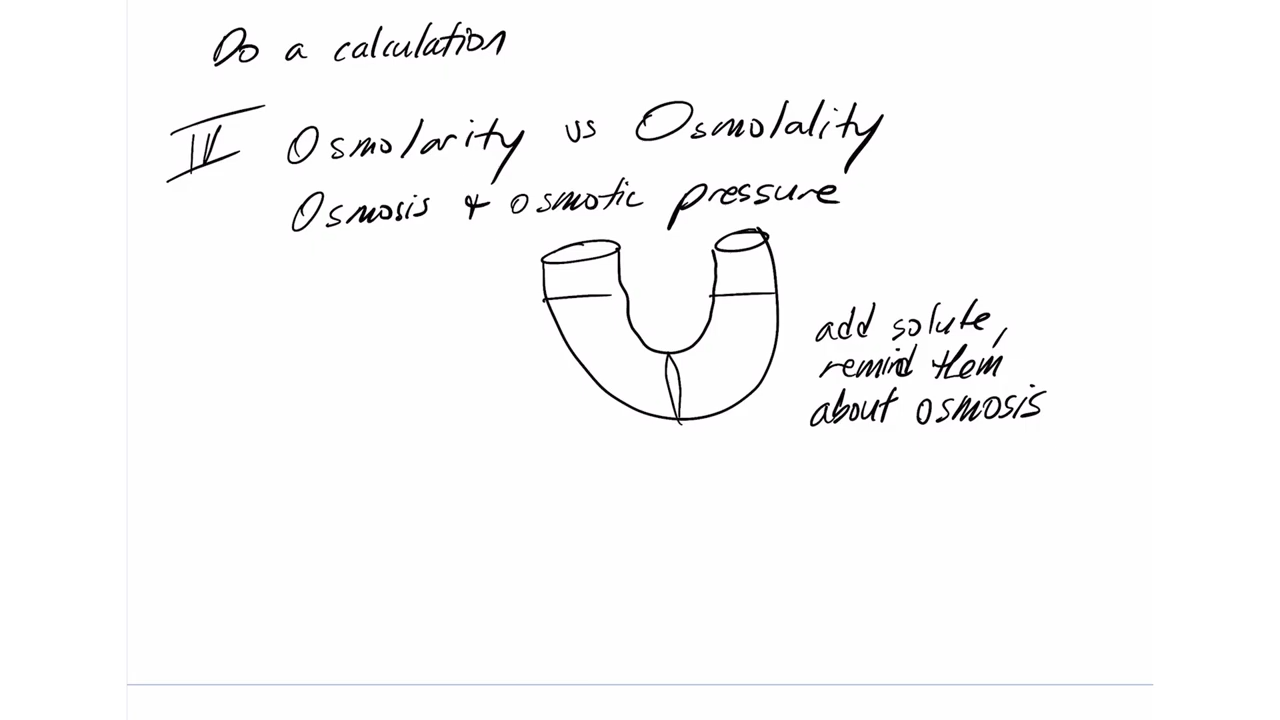 Do a calculation
IV Osmolarity vs Osmolality
Osmosis + osmotic pressure
add solute,
remind them
about osmosis